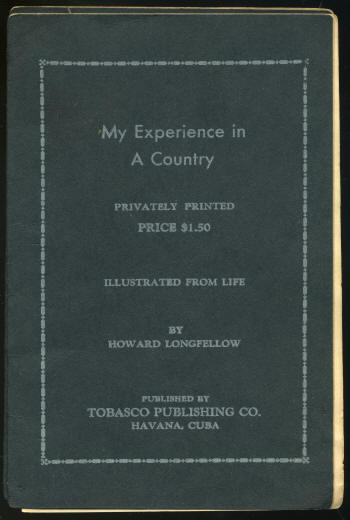 My Experience in
A Country
PRIVATELY PRINTED
PRICE $1.50
ILLUSTRATED FROM LIFE
BY
HOWARD LONGFELLOW
PUBLISHED BY
TOBASCO PUBLISHING CO.
HAVANA, CUBA